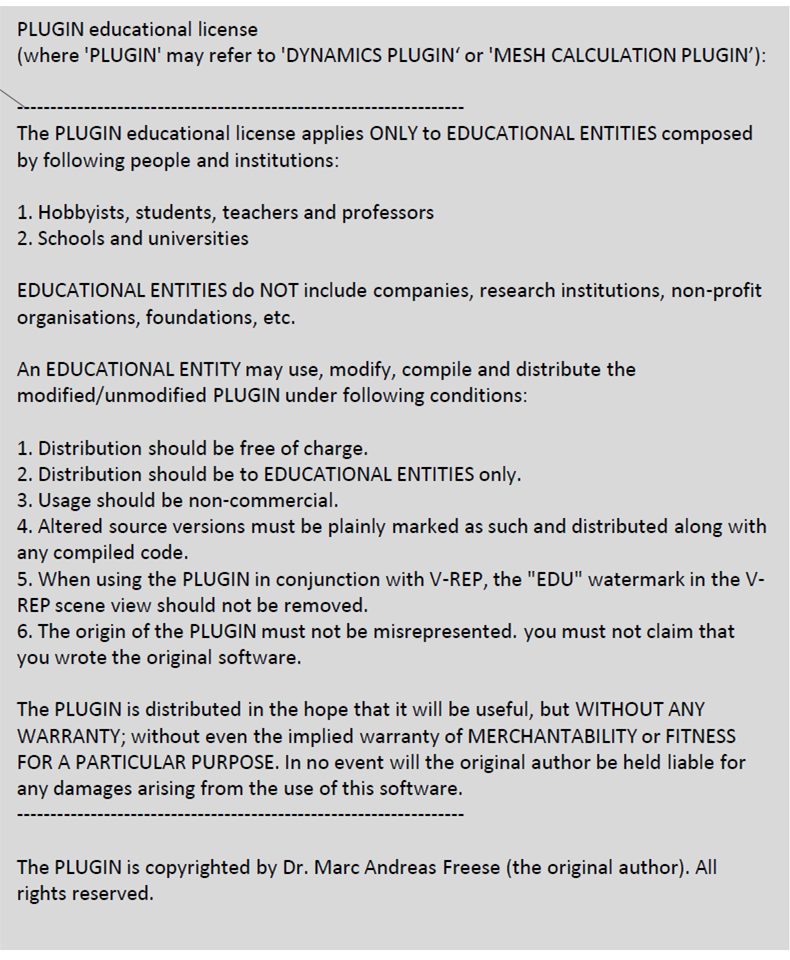 PLUGIN educational license
(where 'PLUGIN' may refer to 'DYNAMICS PLUGIN‘ or 'MESH CALCULATION PLUGIN’):
-------------------------------------------------------------------
The PLUGIN educational license applies ONLY to EDUCATIONAL ENTITIES composed
by following people and institutions:
1. Hobbyists, students, teachers and professors
2. Schools and universities
EDUCATIONAL ENTITIES do NOT include companies, research institutions, non-profit
organisations, foundations, etc.
An EDUCATIONAL ENTITY may use, modify, compile and distribute the
modified/unmodified PLUGIN under following conditions:
1. Distribution should be free of charge.
2. Distribution should be to EDUCATIONAL ENTITIES only.
3. Usage should be non-commercial.
4. Altered source versions must be plainly marked as such and distributed along with
any compiled code.
5. When using the PLUGIN in conjunction with V-REP, the "EDU" watermark in the V-
REP scene view should not be removed.
6. The origin of the PLUGIN must not be misrepresented. you must not claim that
you wrote the original software.
The PLUGIN is distributed in the hope that it will be useful, but WITHOUT ANY
WARRANTY; without even the implied warranty of MERCHANTABILITY or FITNESS
FOR A PARTICULAR PURPOSE. In no event will the original author be held liable for
any damages arising from the use of this software.
-------------------------------------------------------------------
The PLUGIN is copyrighted by Dr. Marc Andreas Freese (the original author). All
rights reserved.